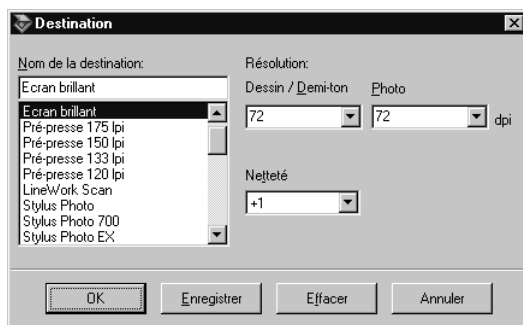 Destination
Nom de la destination:
Ecran brillant
Ecran brillant
Pré-presse 175 lpi
Pré-presse 150 lpi
Pré-presse 133 lpi
Pré-presse 120 lpi
LineWork Scan
Stylus Photo
Stylus Photo 700
Stylus Photo EX
Résolution:
Dessin / Demi-ton Photo
72 72 dpi
Netteté
+1
OK Enregistrer Effacer Annuler